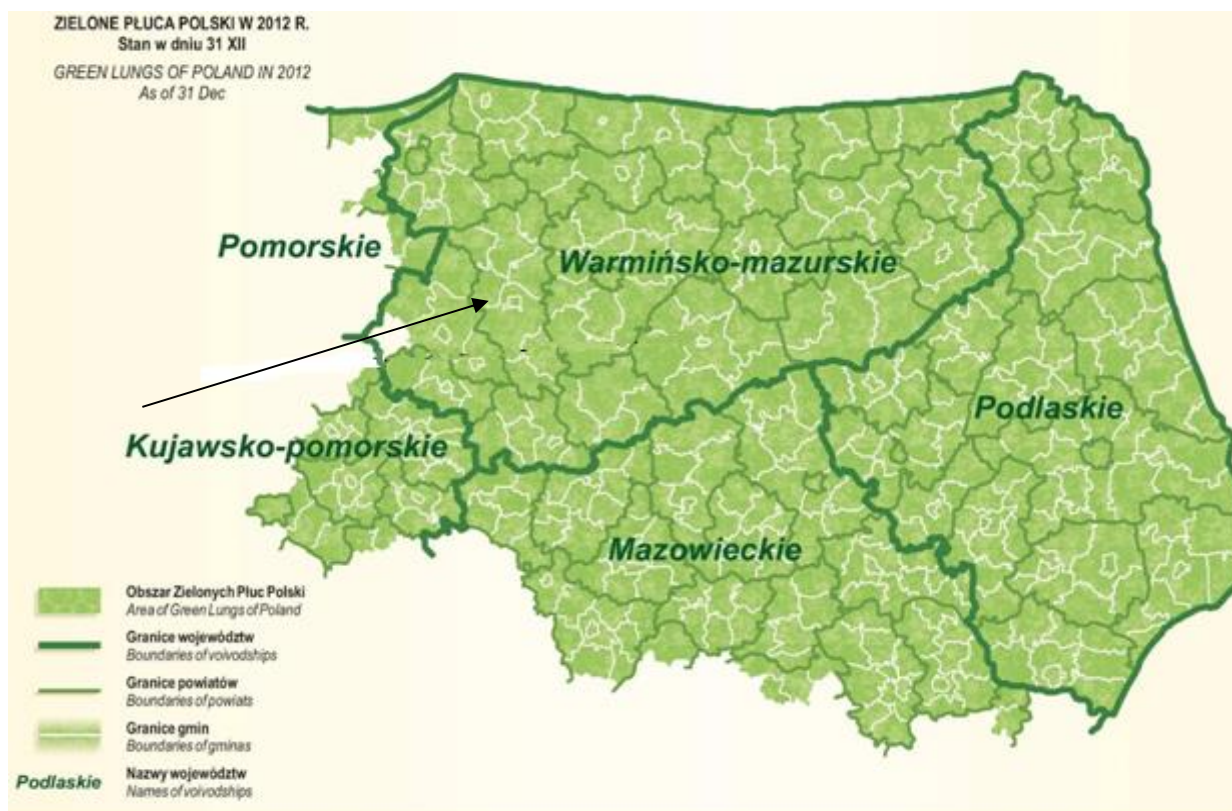 ZIELONE PŁUCA POLSKI W 2012 R.
Stan w dniu 31 XII
GREEN LUNGS OF POLAND IN 2012
As of 31 Dec
Pomorskie
Warmińsko-mazurskie
Podlaskie
Kujawsko-pomorskie
Mazowieckie
Obszar Zielonych Płuc Polski
Area of Green Lungs of Poland
Granice województw
Boundaries of voivodships
Granice powiatów
Boundaries of powiats
Granice gmin
Boundaries of gminas
Podlaskie
Nazwy województw
Names of voivodships